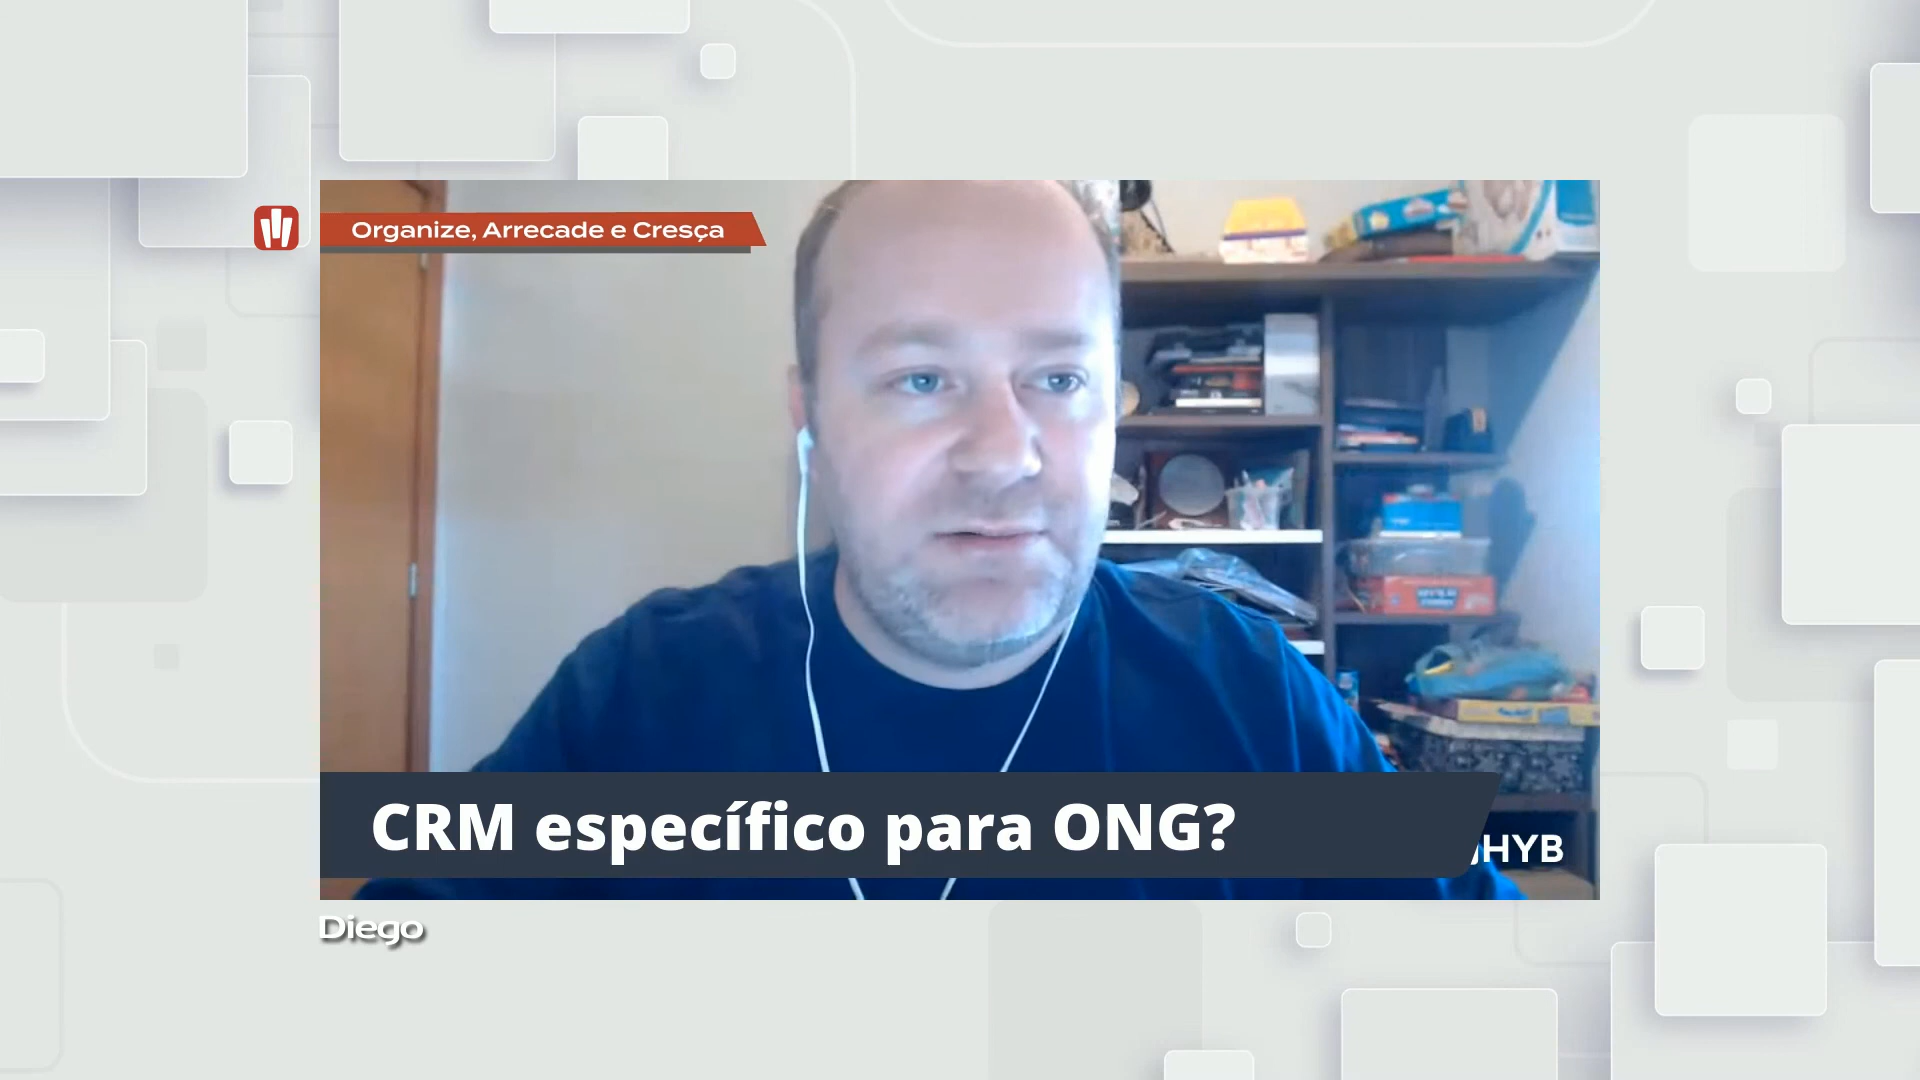 Organize, Arrecade e Cresça
CRM específico para ONG?
HYB
Diego